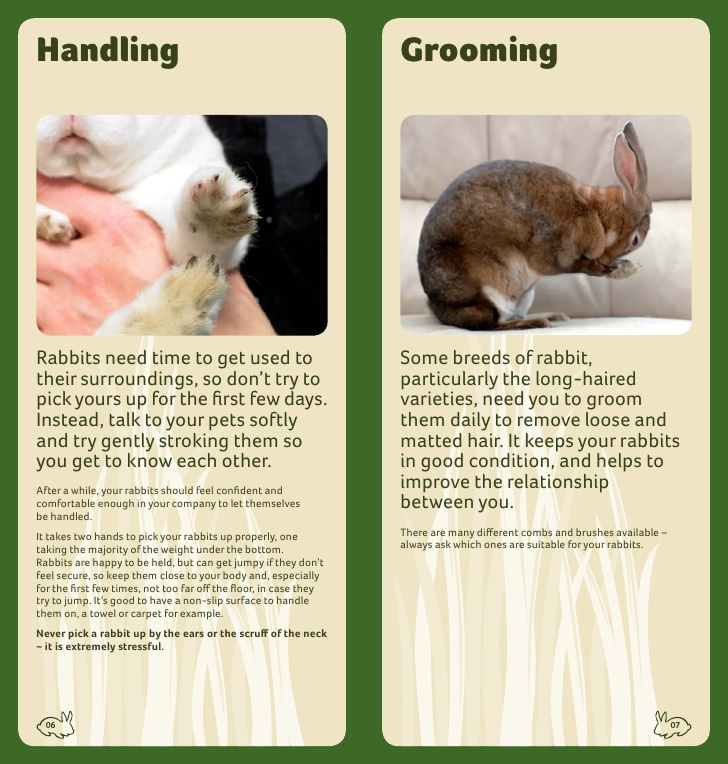 Handling
Rabbits need time to get used to
their surroundings, so don’t try to
pick yours up for the first few days.
Instead, talk to your pets softly
and try gently stroking them so
you get to know each other.
After a while, your rabbits should feel confident and
comfortable enough in your company to let themselves
be handled.
It takes two hands to pick your rabbits up properly, one
taking the majority of the weight under the bottom.
Rabbits are happy to be held, but can get jumpy if they don’t
feel secure, so keep them close to your body and, especially
for the first few times, not too far off the floor, in case they
try to jump. It’s good to have a non-slip surface to handle
them on, a towel or carpet for example.
Never pick a rabbit up by the ears or the scruff of the neck
– it is extremely stressful.
06
Grooming
Some breeds of rabbit,
particularly the long-haired
varieties, need you to groom
them daily to remove loose and
matted hair. It keeps your rabbits
in good condition, and helps to
improve the relationship
between you.
There are many different combs and brushes available –
always ask which ones are suitable for your rabbits.
07